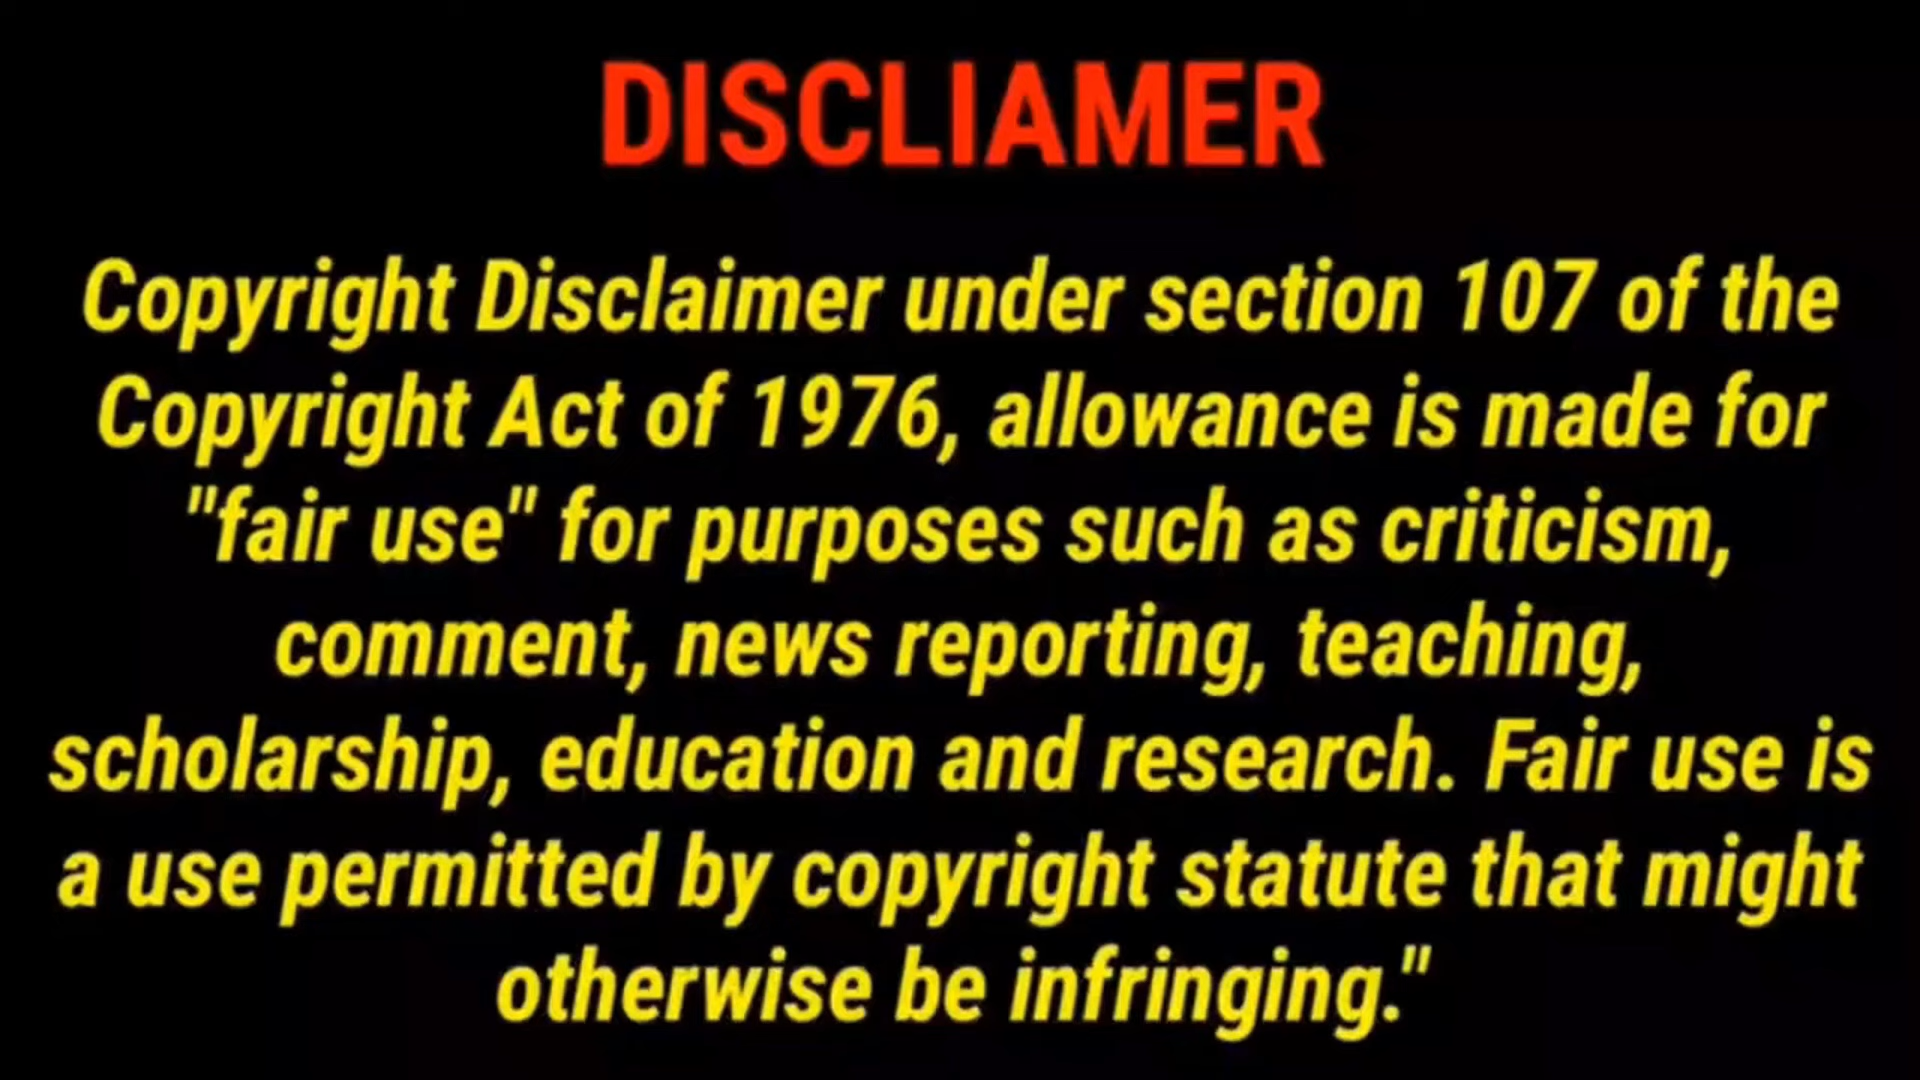 DISCLIAMER
Copyright Disclaimer under section 107 of the
Copyright Act of 1976, allowance is made for
"fair use" for purposes such as criticism,
comment, news reporting, teaching,
scholarship, education and research. Fair use is
a use permitted by copyright statute that might
otherwise be infringing."